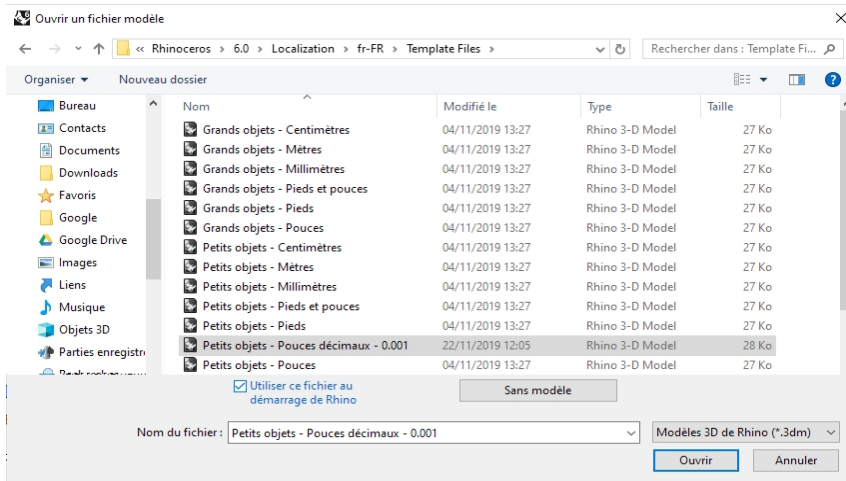 Ouvrir un fichier modèle
« Rhinoceros > 6.0 > Localization > fr-FR > Template Files > Rechercher dans : Template Fi...
Organiser Nouveau dossier
Nom Modifié le Type Taille
Bureau
Contacts
Documents
Downloads
Favoris
Google
Google Drive
Images
Liens
Musique
Objets 3D
Parties enregistr
Grands objets - Centimètres 04/11/2019 13:27 Rhino 3-D Model 27 Ko
Grands objets - Mètres 04/11/2019 13:27 Rhino 3-D Model 27 Ko
Grands objets - Millimètres 04/11/2019 13:27 Rhino 3-D Model 27 Ko
Grands objets - Pieds et pouces 04/11/2019 13:27 Rhino 3-D Model 27 Ko
Grands objets - Pieds 04/11/2019 13:27 Rhino 3-D Model 27 Ko
Grands objets - Pouces 04/11/2019 13:27 Rhino 3-D Model 27 Ko
Petits objets - Centimètres 04/11/2019 13:27 Rhino 3-D Model 27 Ko
Petits objets - Mètres 04/11/2019 13:27 Rhino 3-D Model 27 Ko
Petits objets - Millimètres 04/11/2019 13:27 Rhino 3-D Model 27 Ko
Petits objets - Pieds et pouces 04/11/2019 13:27 Rhino 3-D Model 27 Ko
Petits objets - Pieds 04/11/2019 13:27 Rhino 3-D Model 27 Ko
Petits objets - Pouces décimaux - 0.001 22/11/2019 12:05 Rhino 3-D Model 28 Ko
Petits objets - Pouces 04/11/2019 13:27 Rhino 3-D Model 27 Ko
Utiliser ce fichier au
démarrage de Rhino
Sans modèle
Nom du fichier : Petits objets - Pouces décimaux - 0.001 Modèles 3D de Rhino (*.3dm)
Ouvrir Annuler